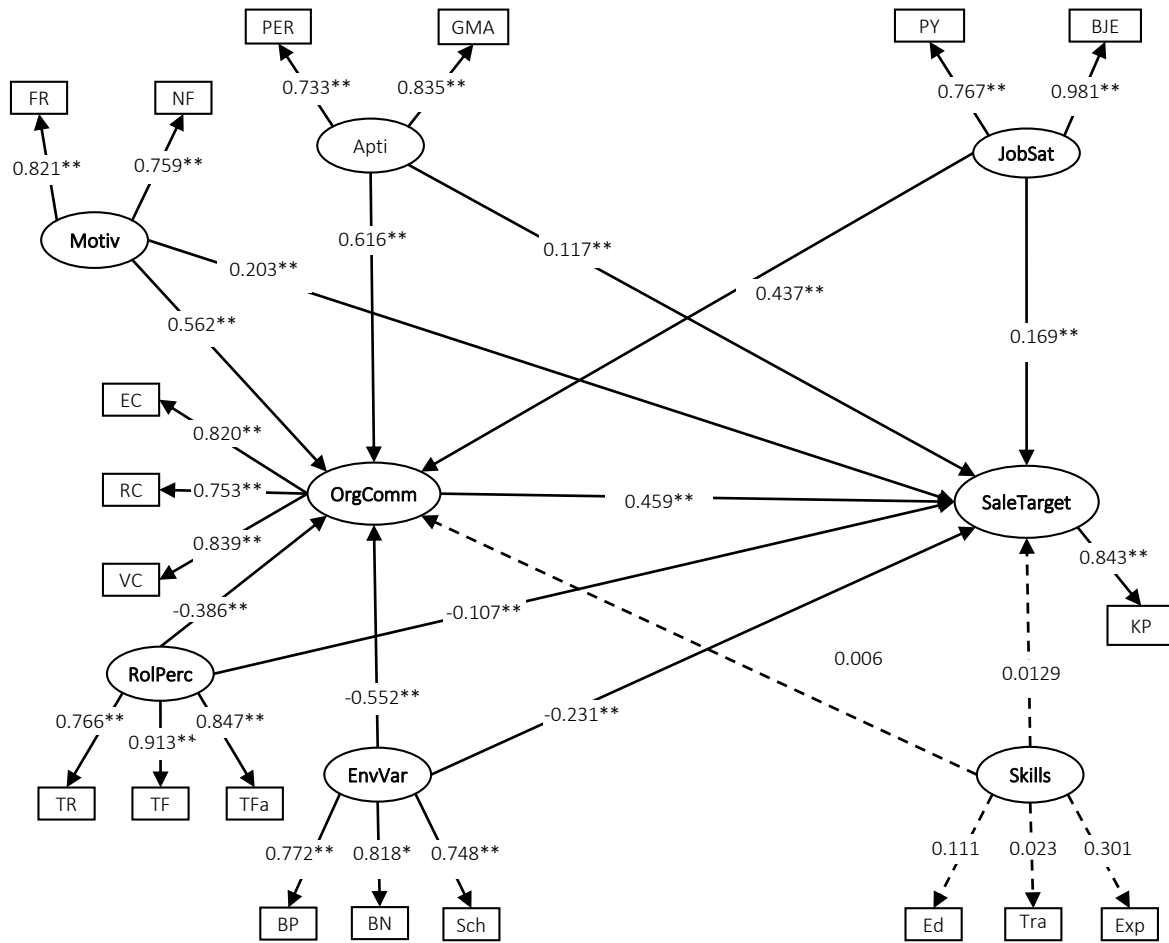 PER
GMA
PY
BJE
0.733**
0.835**
0.767**
0.981**
FR
NF
Apti
JobSat
0.821**
0.759**
Motiv
0.616**
0.117**
0.203**
0.437**
0.562**
0.169**
EC
0.820**
RC
0.753**
OrgComm
0.459**
SaleTarget
0.839**
0.843**
VC
-0.386**
-0.107**
KP
RolPerc
0.006
0.0129
-0.552**
-0.231**
0.766**
0.913**
0.847**
EnvVar
Skills
TR
TF
TFa
0.772**
0.818*
0.748**
0.111
0.023
0.301
BP
BN
Sch
Ed
Tra
Exp